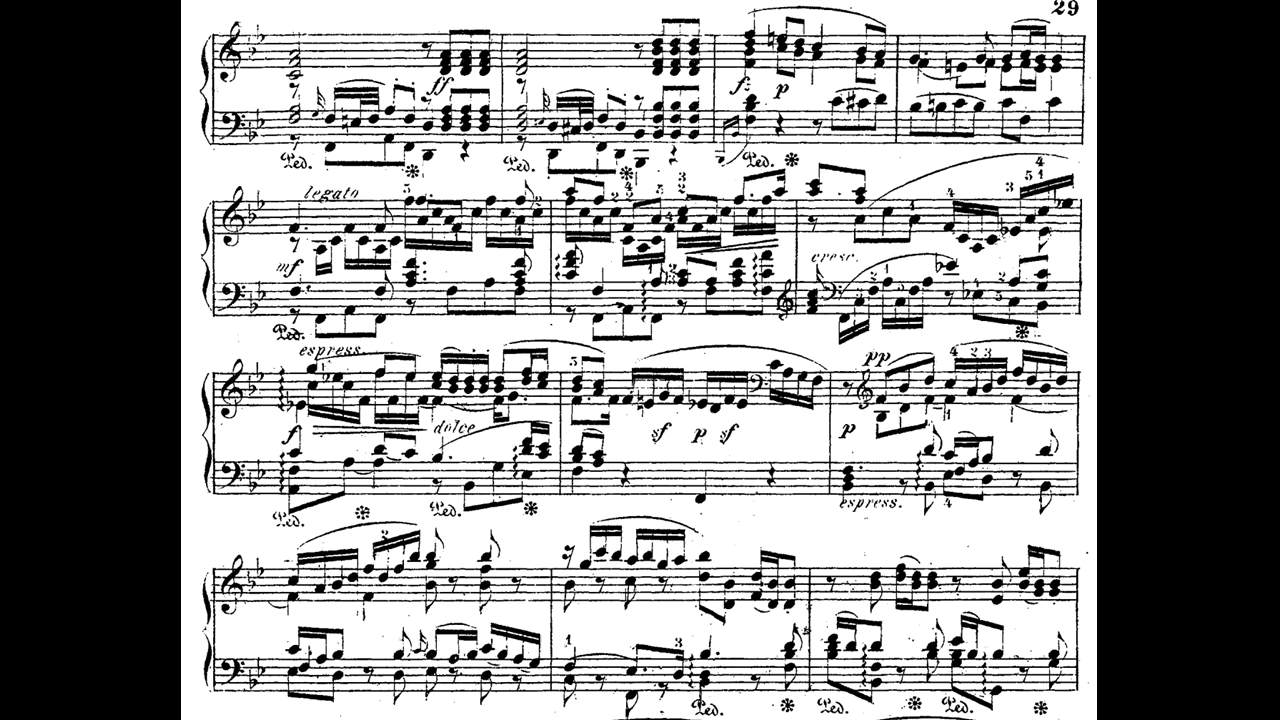 29
ff
f: p
Ped. * Ped. * Ped. *
legato
mf cresc.
Ped. *
espress. pp
f dolce sf p sf p
espress.
Ped. * Ped. * Ped. *
Ped. * Ped. * Ped. *